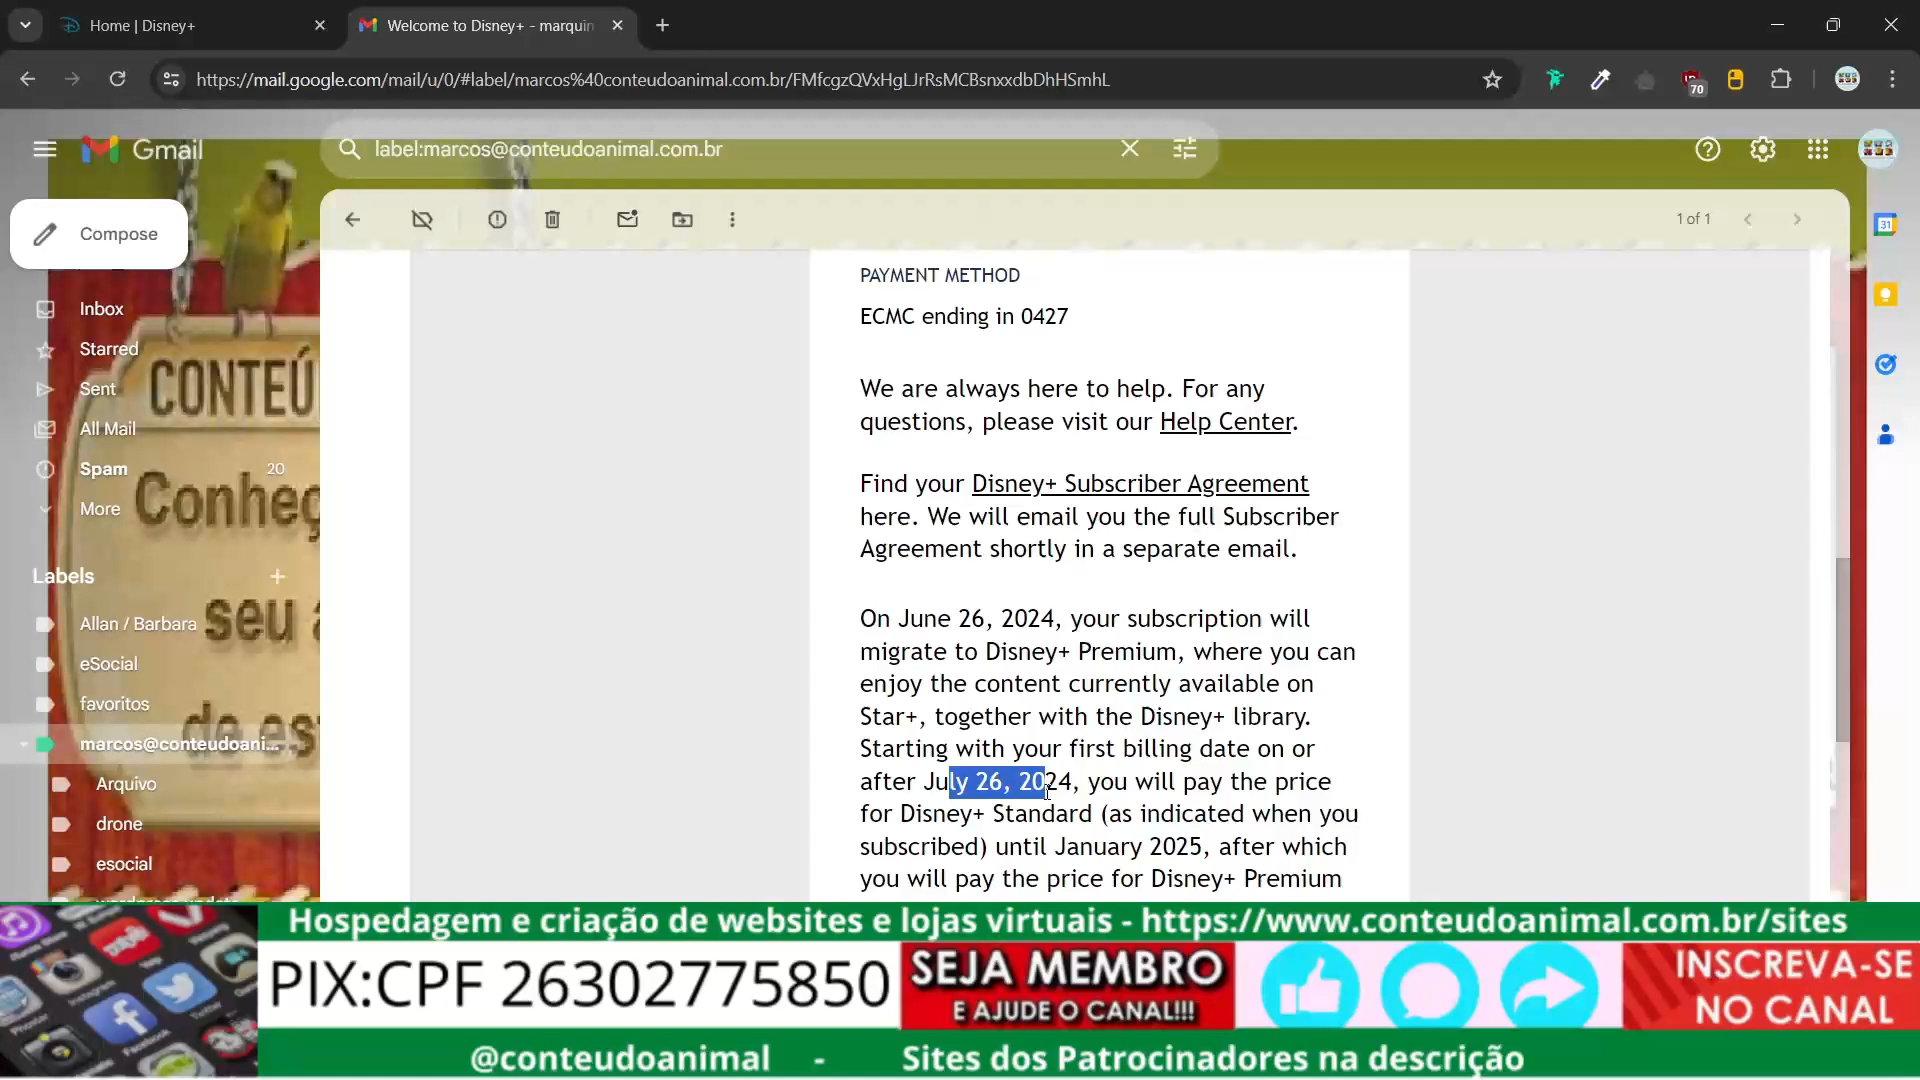 Home | Disney+
Welcome to Disney+ - marquin
https://mail.google.com/mail/u/0/#label/marcos%40conteudoanimal.com.br/FMfcgzQVxHgLJrRsMCBsnxxdbDhHSmhL
70
Gmail
label:marcos@conteudoanimal.com.br
Compose
1 of 1
31
Inbox
Starred
Sent
All Mail
Spam 20
More
Labels
Allan / Barbara
eSocial
favoritos
marcos@conteudoani...
Arquivo
drone
esocial
CONTEÚ
Conheç
seu a
de es
PAYMENT METHOD
ECMC ending in 0427
We are always here to help. For any
questions, please visit our Help Center.
Find your Disney+ Subscriber Agreement
here. We will email you the full Subscriber
Agreement shortly in a separate email.
On June 26, 2024, your subscription will
migrate to Disney+ Premium, where you can
enjoy the content currently available on
Star+, together with the Disney+ library.
Starting with your first billing date on or
after July 26, 2024, you will pay the price
for Disney+ Standard (as indicated when you
subscribed) until January 2025, after which
you will pay the price for Disney+ Premium
Hospedagem e criação de websites e lojas virtuais - https://www.conteudoanimal.com.br/sites
PIX:CPF 26302775850
SEJA MEMBRO
E AJUDE O CANAL!!!
INSCREVA-SE
NO CANAL
@conteudoanimal - Sites dos Patrocinadores na descrição